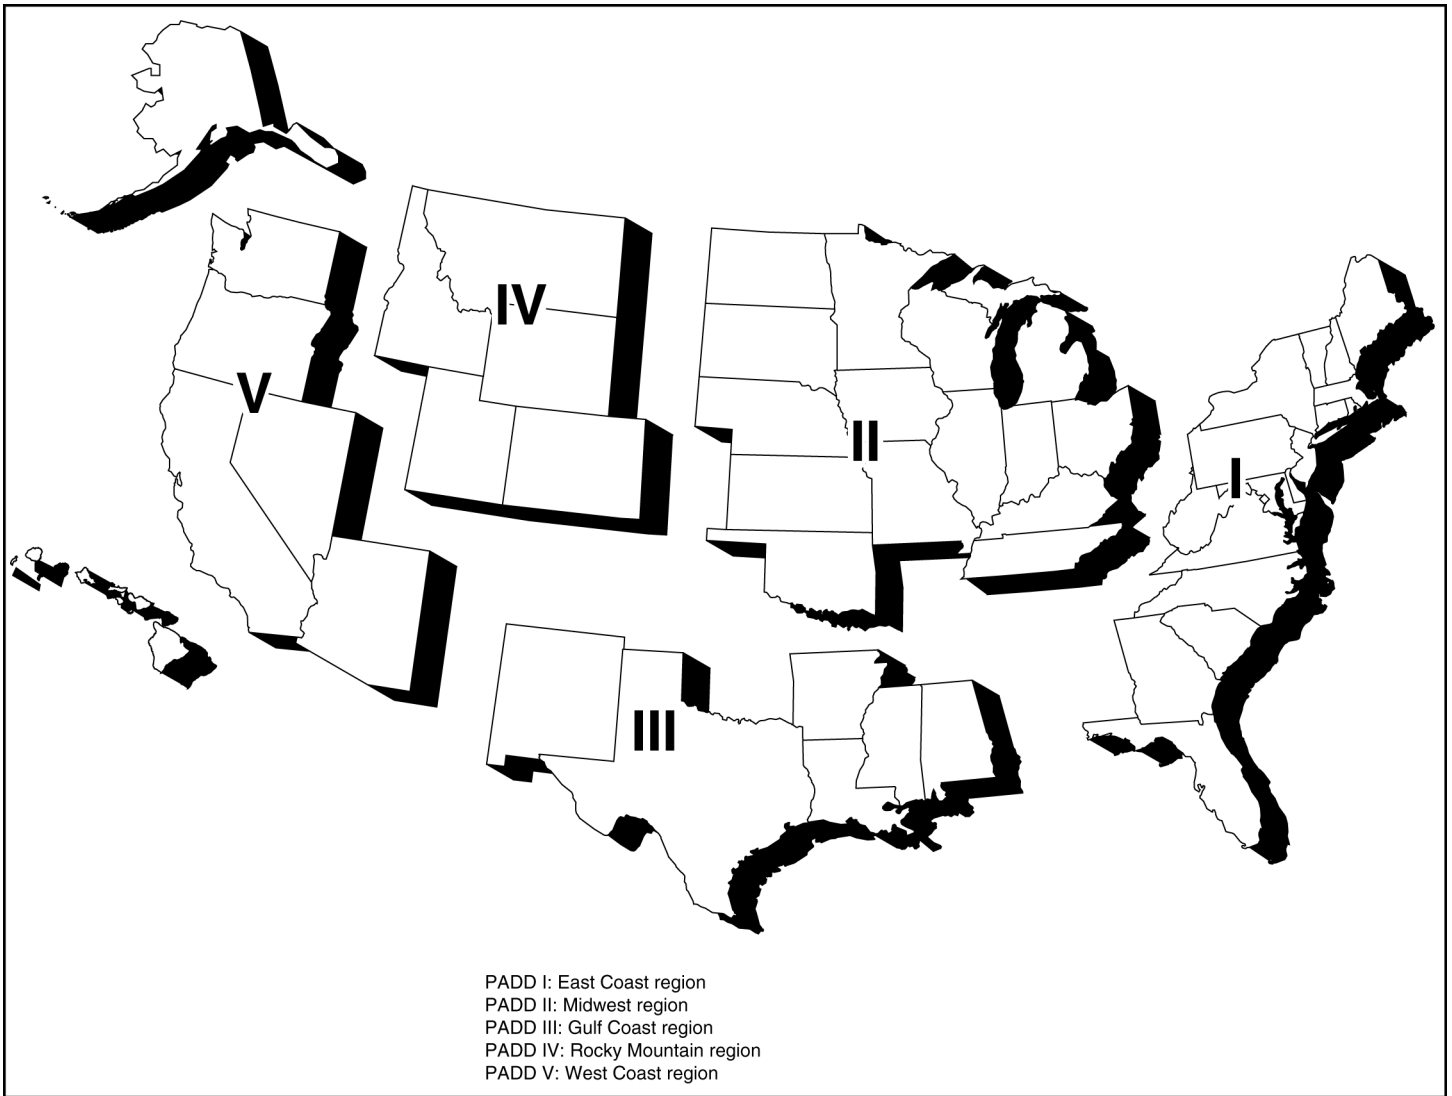 IV
V
II
I
III
PADD I: East Coast region
PADD II: Midwest region
PADD III: Gulf Coast region
PADD IV: Rocky Mountain region
PADD V: West Coast region